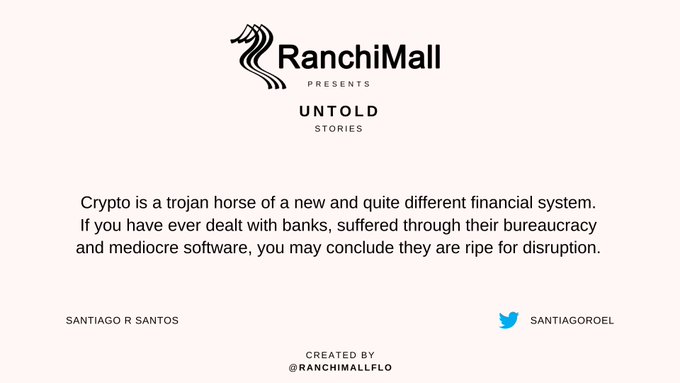 RanchiMall
PRESENTS
UNTOLD
STORIES
Crypto is a trojan horse of a new and quite different financial system.
If you have ever dealt with banks, suffered through their bureaucracy
and mediocre software, you may conclude they are ripe for disruption.
SANTIAGO R SANTOS
SANTIAGOROEL
CREATED BY
@RANCHIMALLFLO